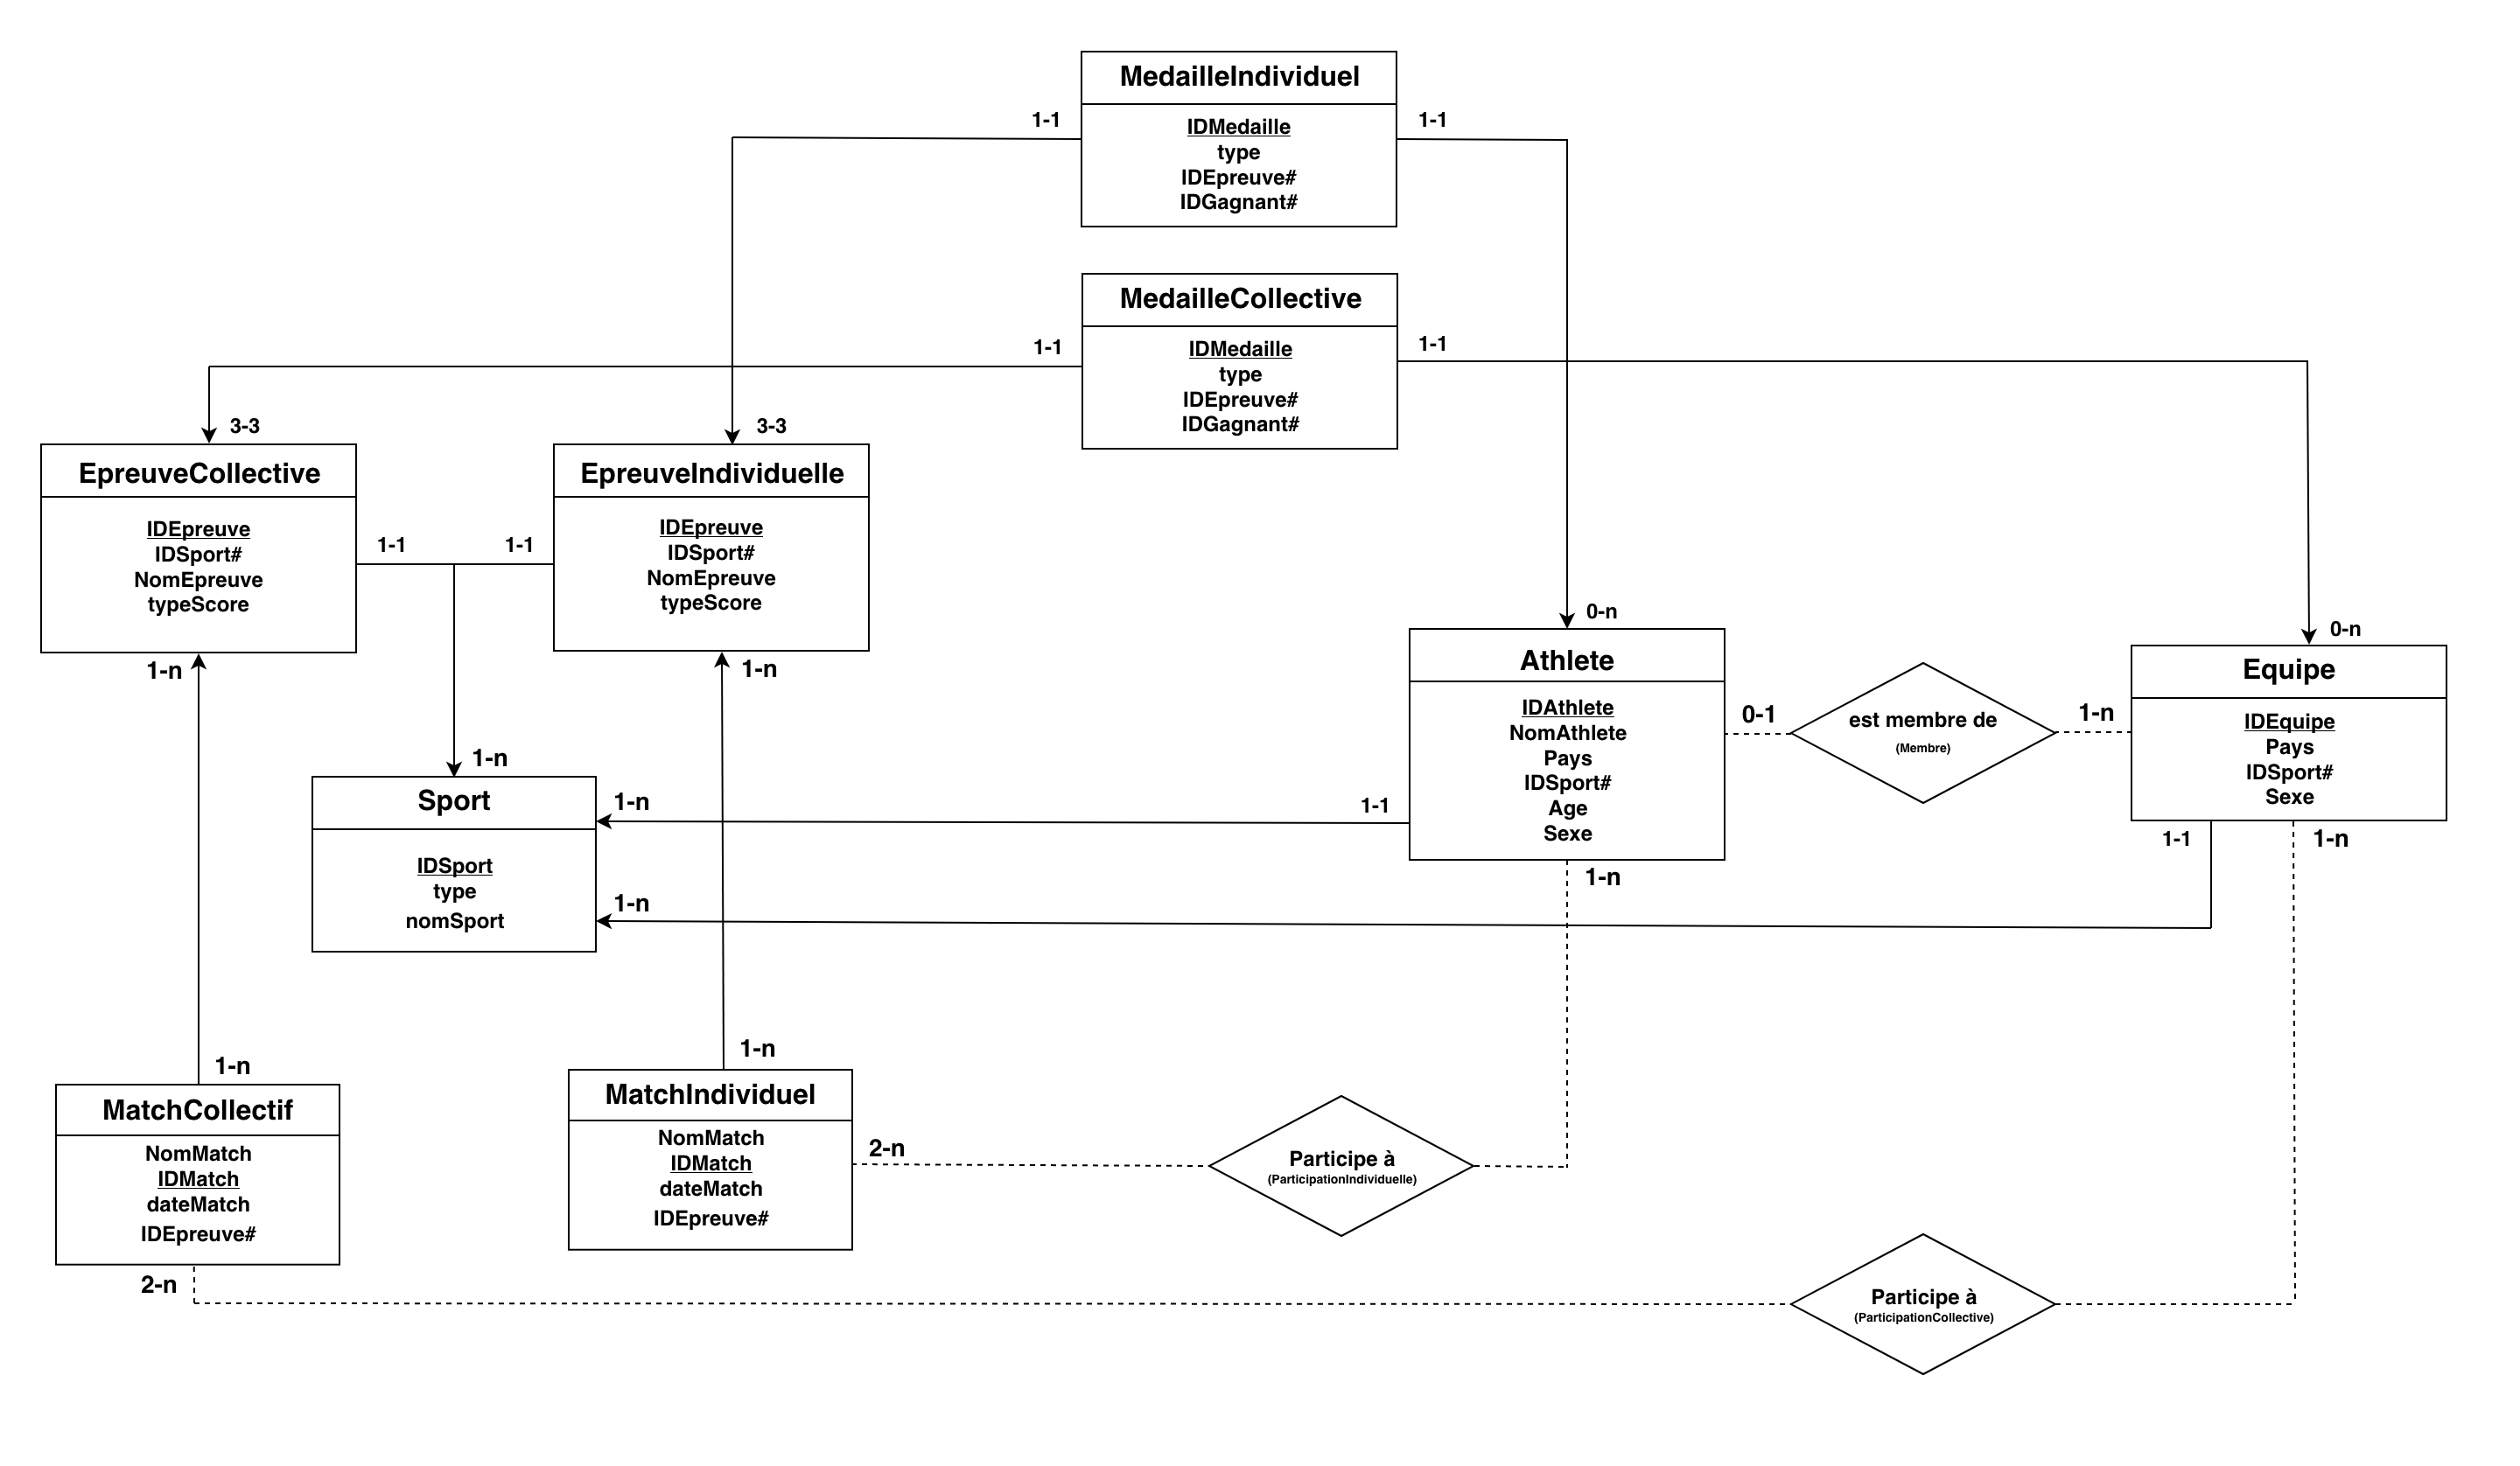 MedailleIndividuel
1-1
1-1
IDMedaille
type
IDEpreuve#
IDGagnant#
MedailleCollective
1-1
1-1
IDMedaille
type
IDEpreuve#
IDGagnant#
3-3
3-3
EpreuveCollective
IDEpreuve
IDSport#
NomEpreuve
typeScore
1-1
1-1
EpreuveIndividuelle
IDEpreuve
IDSport#
NomEpreuve
typeScore
1-n
1-n
0-n
0-n
Athlete
IDAthlete
NomAthlete
Pays
IDSport#
Age
Sexe
0-1
est membre de
(Membre)
1-n
Equipe
IDEquipe
Pays
IDSport#
Sexe
1-n
Sport
IDSport
type
nomSport
1-n
1-1
1-n
1-n
1-1
1-n
1-n
MatchCollectif
NomMatch
IDMatch
dateMatch
IDEpreuve#
2-n
1-n
MatchIndividuel
NomMatch
IDMatch
dateMatch
IDEpreuve#
2-n
Participe à
(ParticipationIndividuelle)
Participe à
(ParticipationCollective)